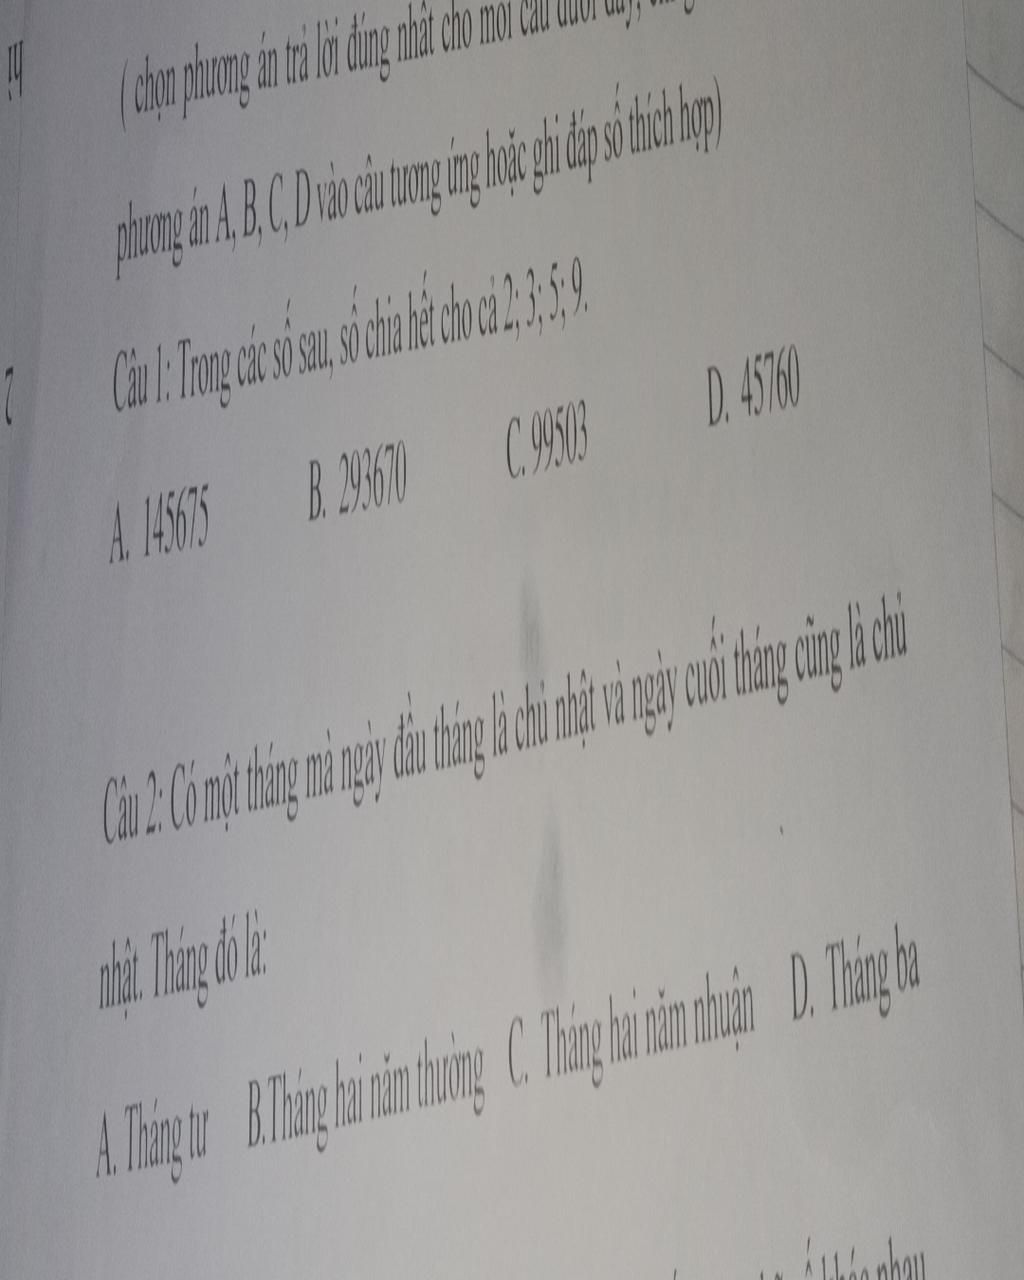 ( chọn phương án trả lời đúng nhất cho mỗi câu dưới đây,
phương án A, B, C, D vào câu tương ứng hoặc ghi đáp số thích hợp)
Câu 1: Trong các số sau, số chia hết cho cả 2; 3; 5; 9.
A. 145675 B. 293670 C. 99503 D. 45760
Câu 2: Có một tháng mà ngày đầu tháng là chủ nhật và ngày cuối tháng cũng là chủ
nhật. Tháng đó là:
A. Tháng tư B.Tháng hai năm thường C. Tháng hai năm nhuận D. Tháng ba
khác nhau